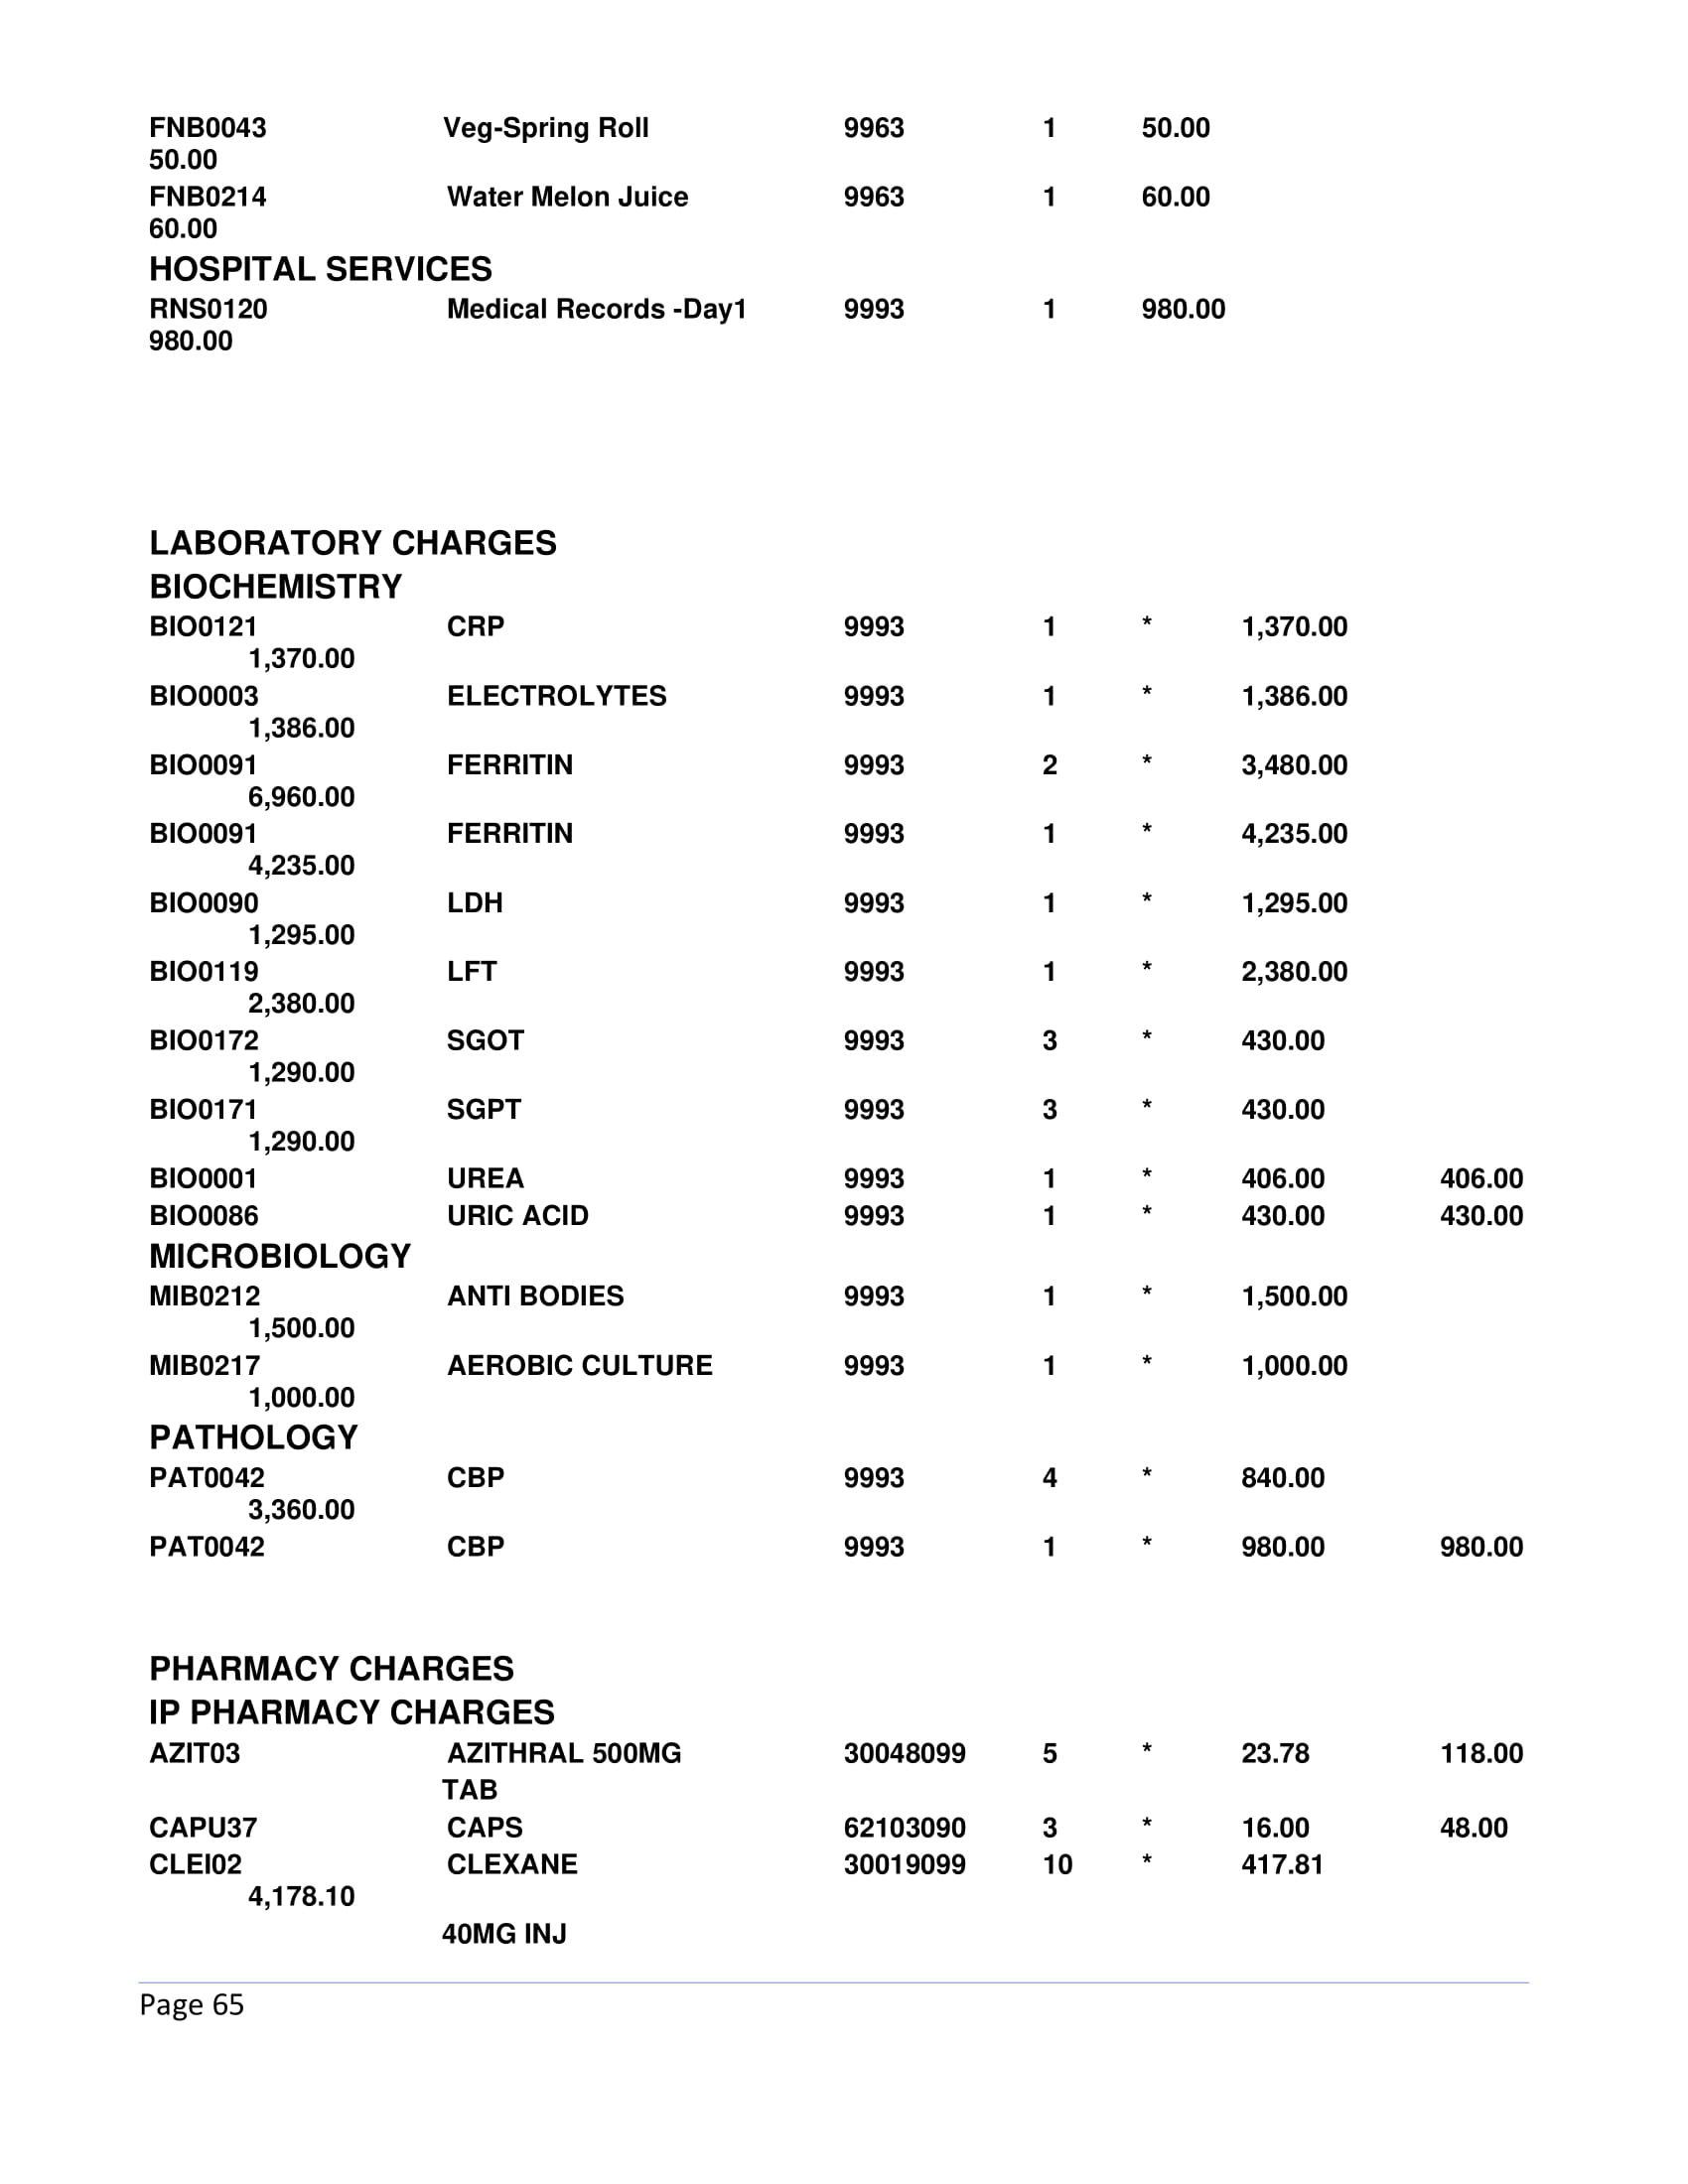 FNB0043 Veg-Spring Roll 9963 1 50.00
50.00
FNB0214 Water Melon Juice 9963 1 60.00
60.00
HOSPITAL SERVICES
RNS0120 Medical Records -Day1 9993 1 980.00
980.00
LABORATORY CHARGES
BIOCHEMISTRY
BIO0121 CRP 9993 1 * 1,370.00
1,370.00
BIO0003 ELECTROLYTES 9993 1 * 1,386.00
1,386.00
BIO0091 FERRITIN 9993 2 * 3,480.00
6,960.00
BIO0091 FERRITIN 9993 1 * 4,235.00
4,235.00
BIO0090 LDH 9993 1 * 1,295.00
1,295.00
BIO0119 LFT 9993 1 * 2,380.00
2,380.00
BIO0172 SGOT 9993 3 * 430.00
1,290.00
BIO0171 SGPT 9993 3 * 430.00
1,290.00
BIO0001 UREA 9993 1 * 406.00 406.00
BIO0086 URIC ACID 9993 1 * 430.00 430.00
MICROBIOLOGY
MIB0212 ANTI BODIES 9993 1 * 1,500.00
1,500.00
MIB0217 AEROBIC CULTURE 9993 1 * 1,000.00
1,000.00
PATHOLOGY
PAT0042 CBP 9993 4 * 840.00
3,360.00
PAT0042 CBP 9993 1 * 980.00 980.00
PHARMACY CHARGES
IP PHARMACY CHARGES
AZIT03 AZITHRAL 500MG 30048099 5 * 23.78 118.00
TAB
CAPU37 CAPS 62103090 3 * 16.00 48.00
CLEI02 CLEXANE 30019099 10 * 417.81
4,178.10
40MG INJ
Page 65